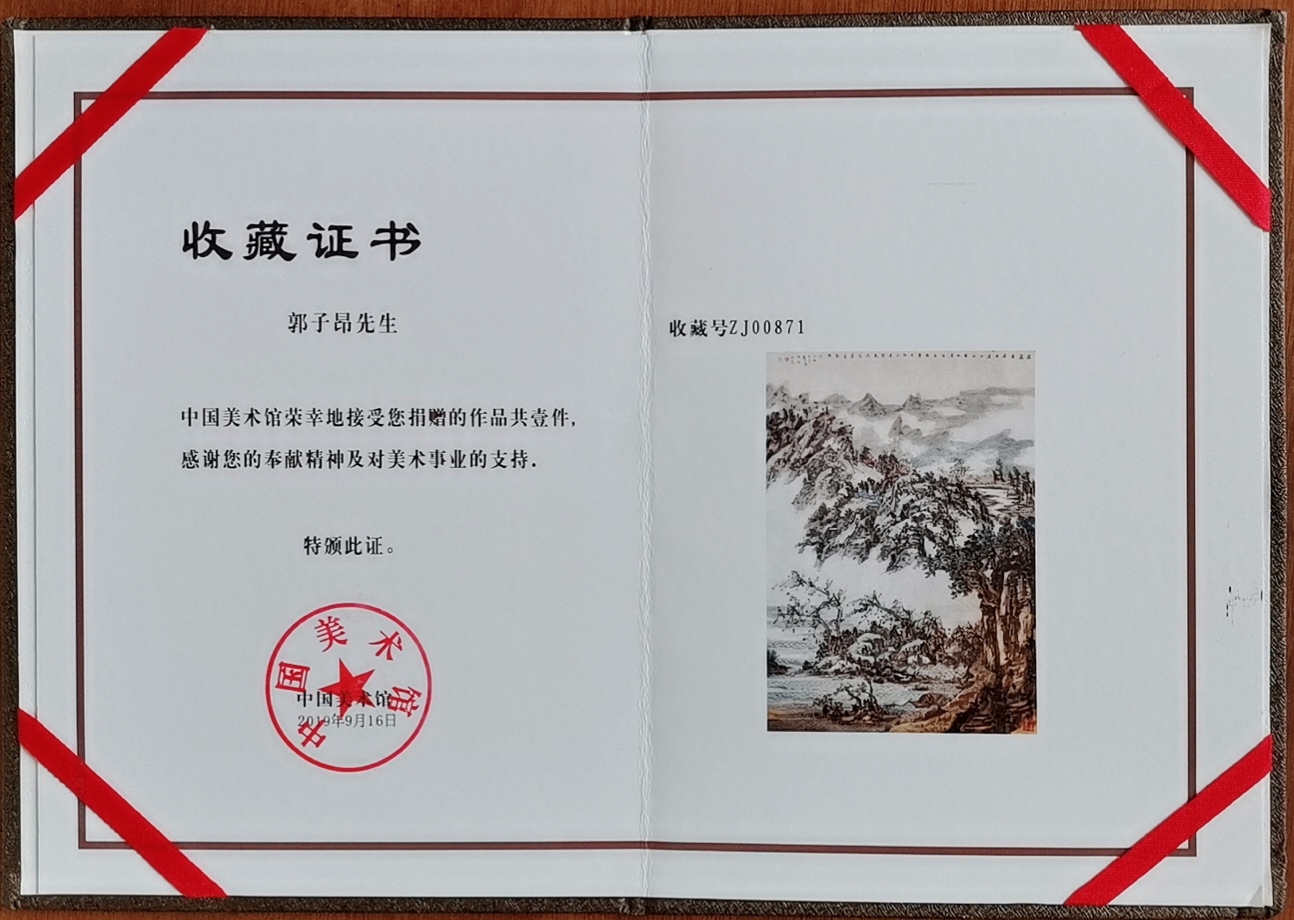 收藏证书
郭子昂先生
中国美术馆荣幸地接受您捐赠的作品共壹件,
感谢您的奉献精神及对美术事业的支持.
特颁此证。
中国美术馆
中国美术馆
2019年9月16日
收藏号ZJ00871